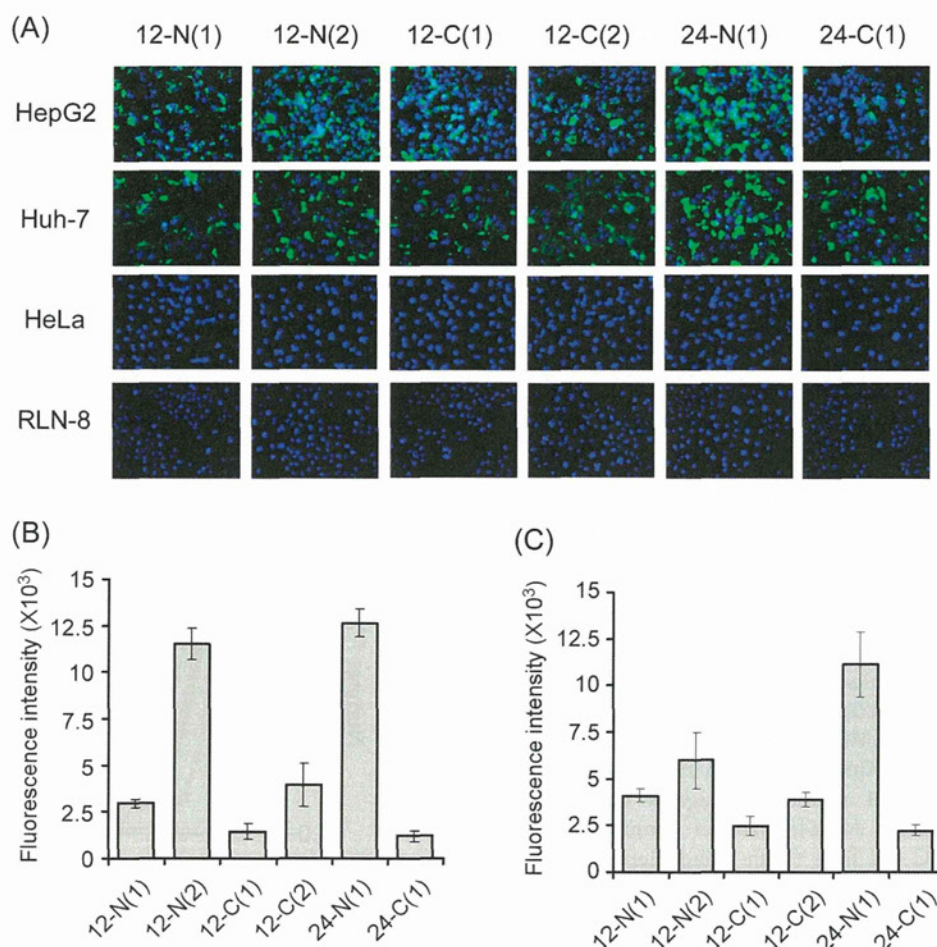 (A)
12-N(1) 12-N(2) 12-C(1) 12-C(2) 24-N(1) 24-C(1)
HepG2
Huh-7
HeLa
RLN-8
(B)
Fluorescence intensity (X10³)
15
12.5
7.5
5
2.5
0
12-N(1) 12-N(2) 12-C(1) 12-C(2) 24-N(1) 24-C(1)
(C)
Fluorescence intensity (X10³)
15
12.5
10
7.5
5
2.5
0
12-N(1) 12-N(2) 12-C(1) 12-C(2) 24-N(1) 24-C(1)